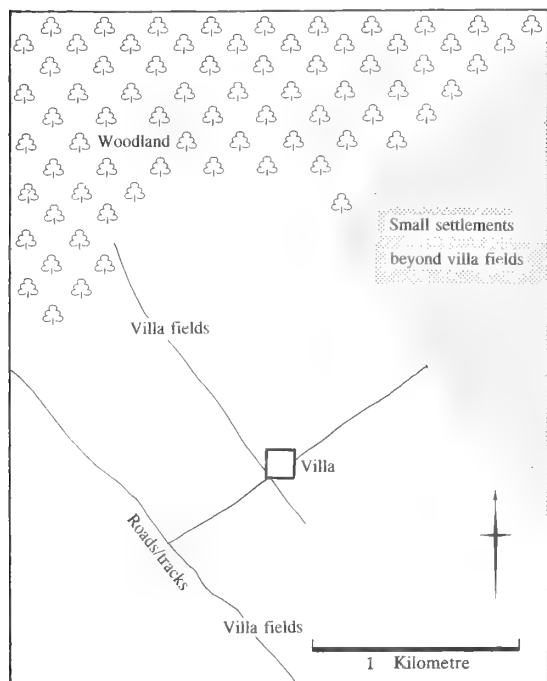 Woodland
Small settlements
beyond villa fields
Villa fields
Villa
Roads/tracks
Villa fields
1 Kilometre